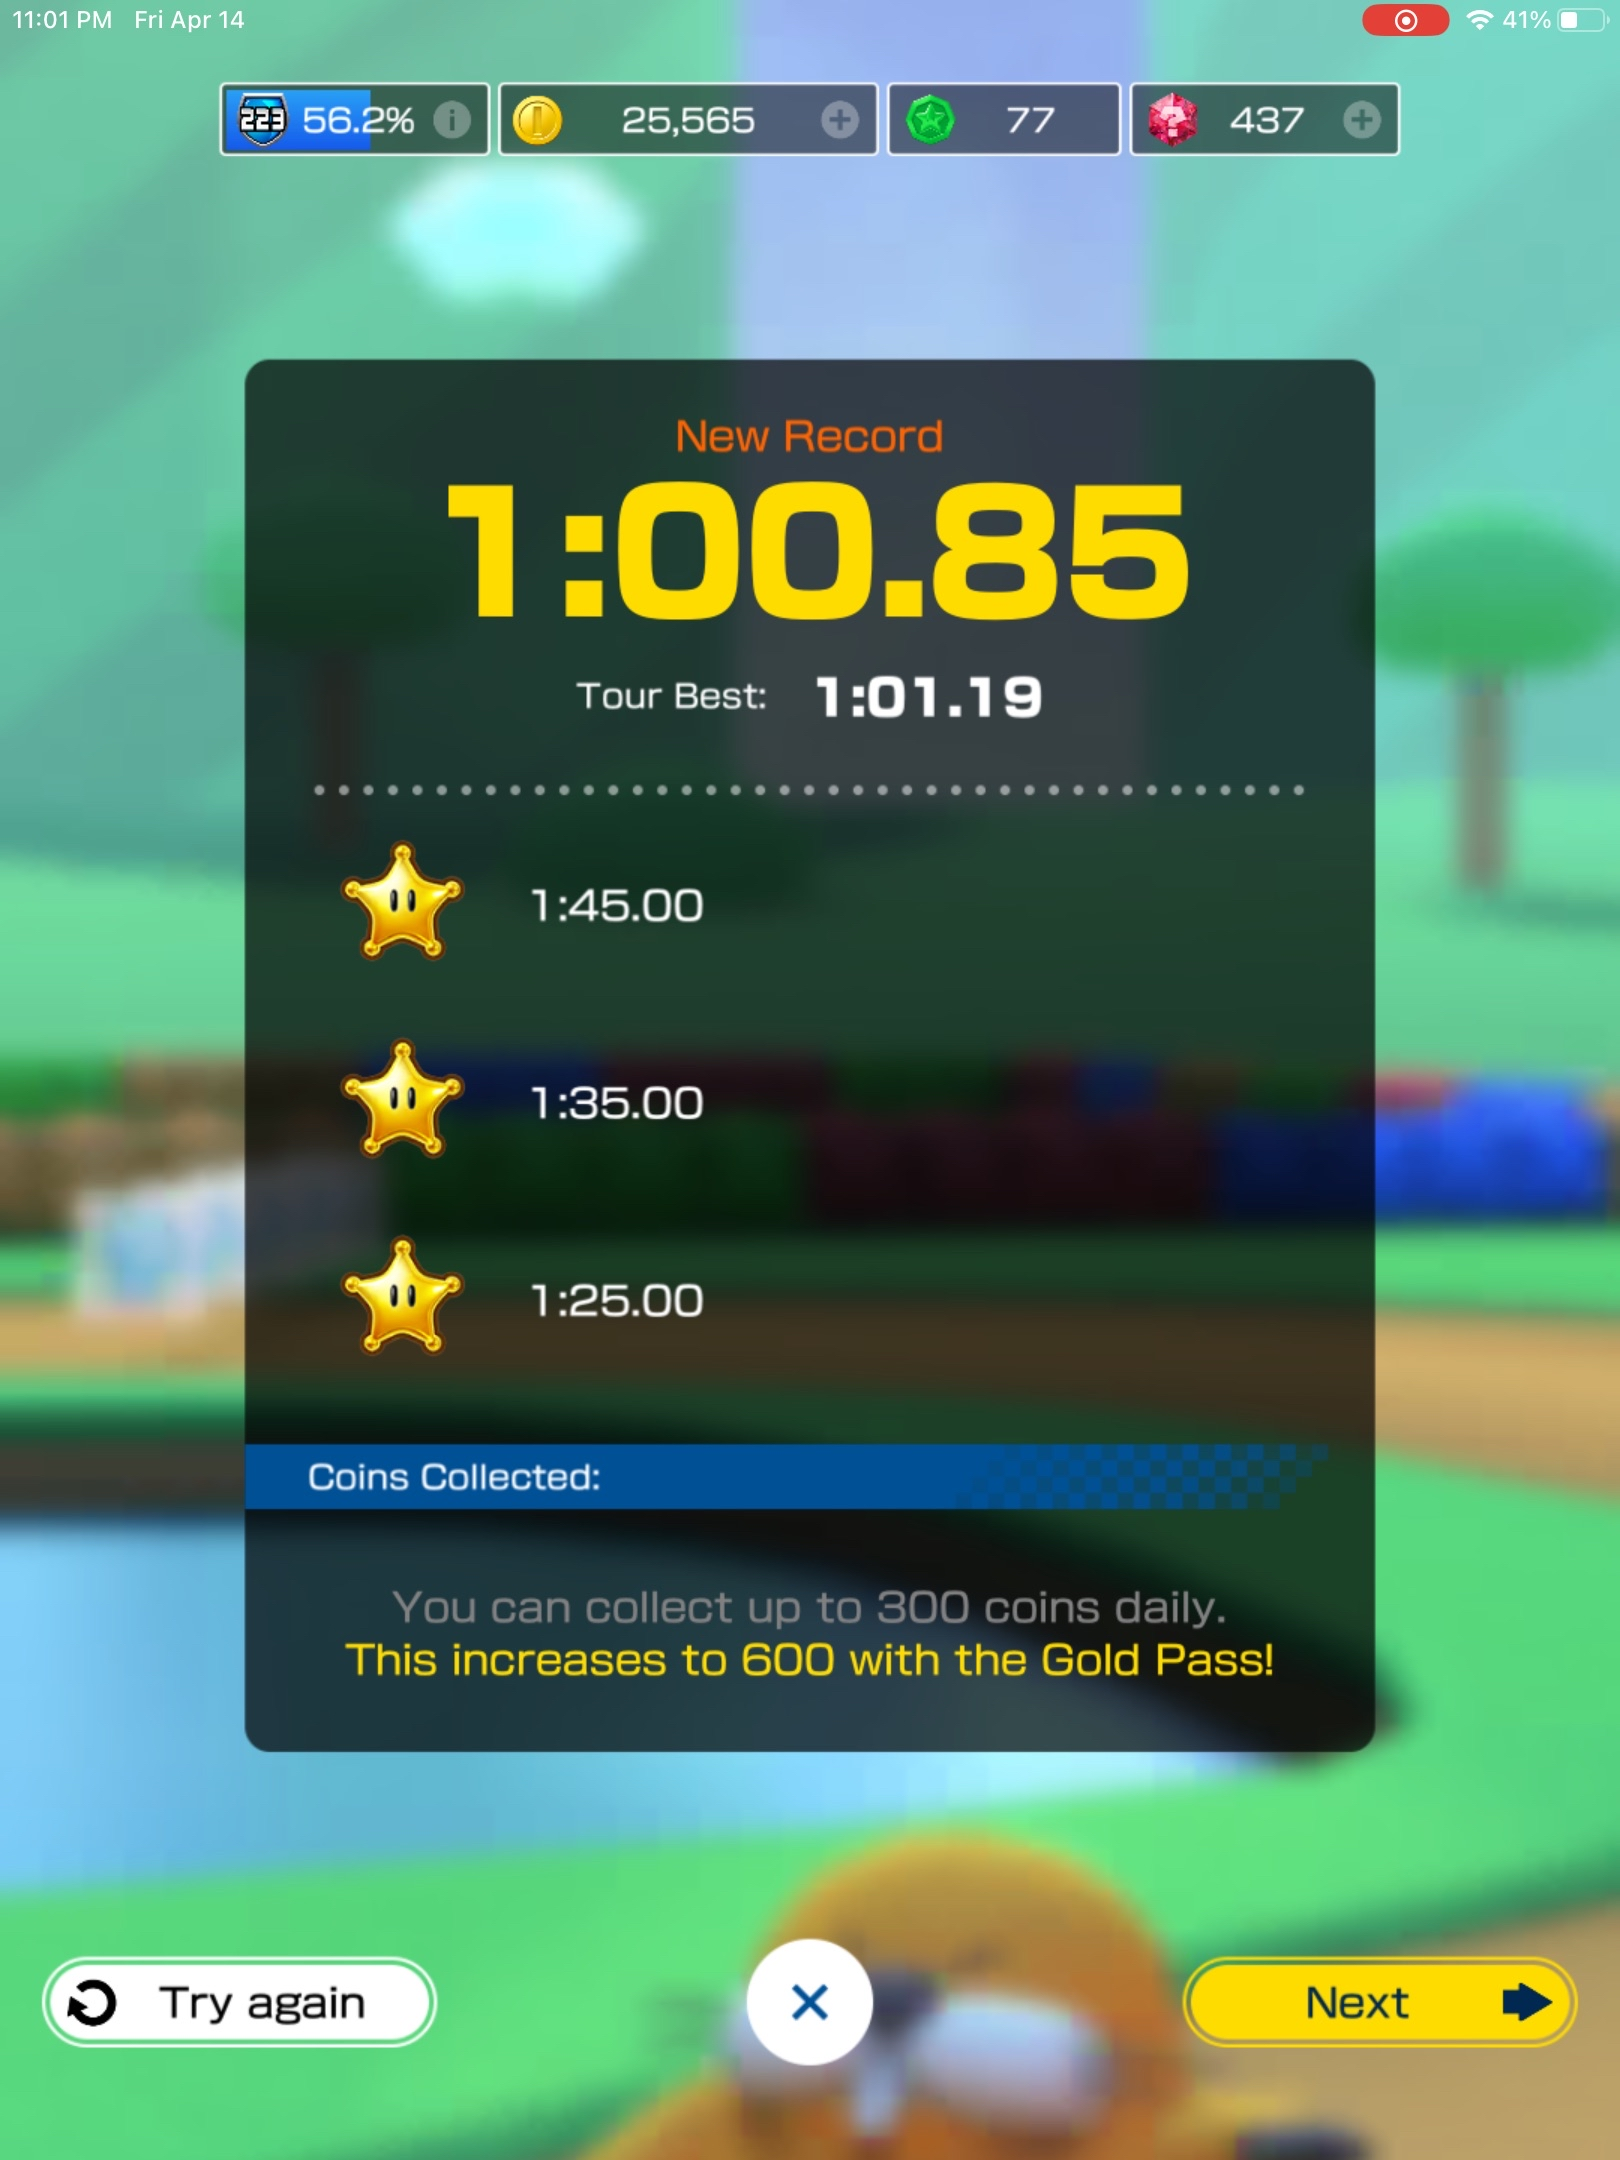 11:01 PM Fri Apr 14 41%
223 56.2% i 25,565 + 77 ? 437 +
New Record
1:00.85
Tour Best: 1:01.19
1:45.00
1:35.00
1:25.00
Coins Collected:
You can collect up to 300 coins daily.
This increases to 600 with the Gold Pass!
Try again × Next